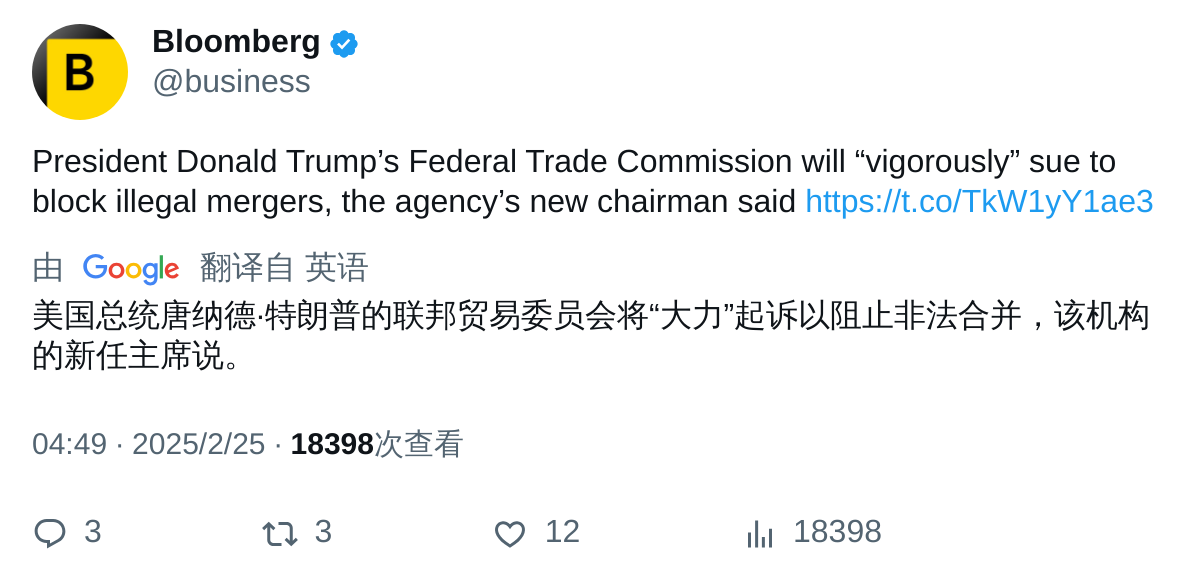 B
Bloomberg
@business
President Donald Trump’s Federal Trade Commission will “vigorously” sue to
block illegal mergers, the agency’s new chairman said https://t.co/TkW1yY1ae3
由 Google 翻译自 英语
美国总统唐纳德·特朗普的联邦贸易委员会将“大力”起诉以阻止非法合并，该机构
的新任主席说。
04:49 · 2025/2/25 · 18398次查看
3 3 12 18398